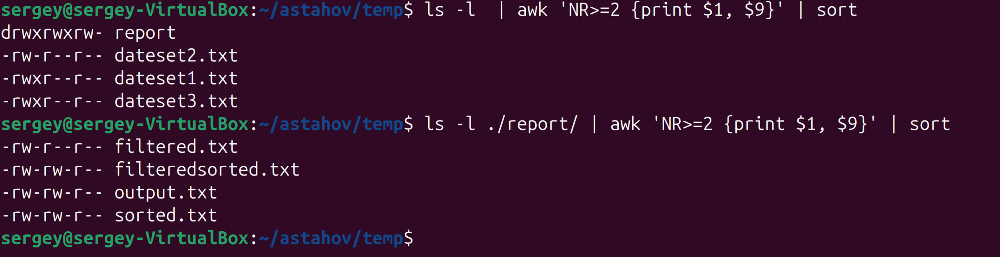 sergey@sergey-VirtualBox:~/astahov/temp$ ls -l  | awk 'NR>=2 {print $1, $9}' | sort
drwxrwxrw- report
-rw-r--r-- dateset2.txt
-rwxr--r-- dateset1.txt
-rwxr--r-- dateset3.txt
sergey@sergey-VirtualBox:~/astahov/temp$ ls -l ./report/ | awk 'NR>=2 {print $1, $9}' | sort
-rw-r--r-- filtered.txt
-rw-rw-r-- filteredsorted.txt
-rw-rw-r-- output.txt
-rw-rw-r-- sorted.txt
sergey@sergey-VirtualBox:~/astahov/temp$